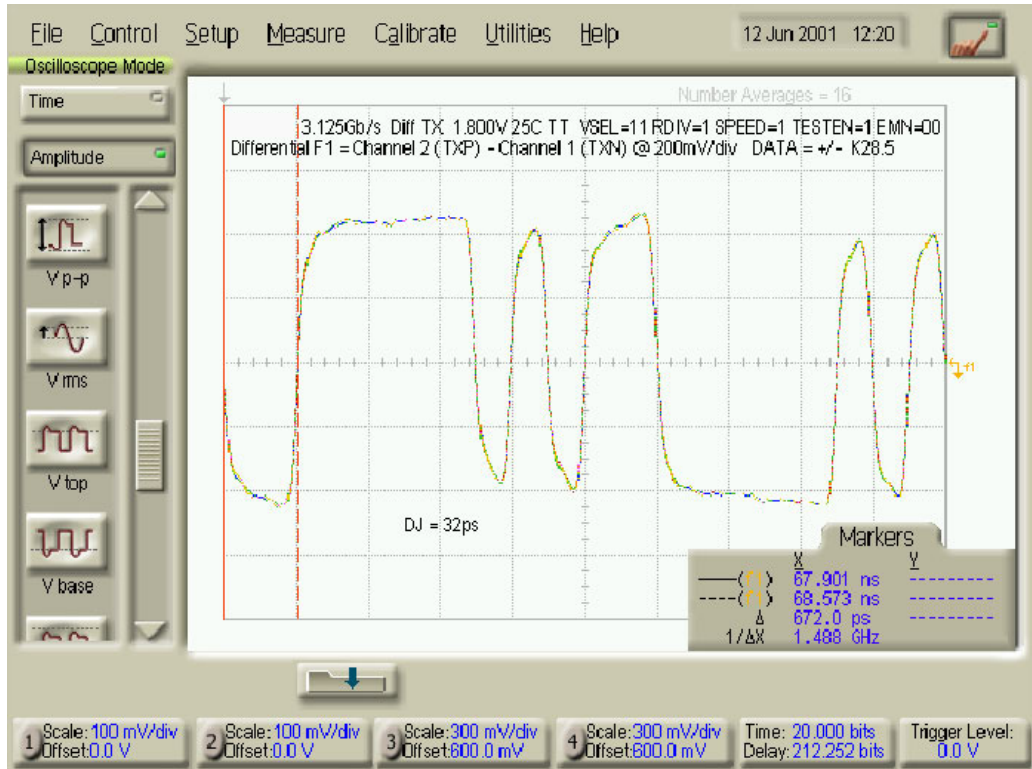 File Control Setup Measure Calibrate Utilities Help 12 Jun 2001 12:20
Oscilloscope Mode
Time
Amplitude
V p-p
V rms
V top
V base
Number Averages = 16
3.125Gb/s Diff TX 1.800V 25C TT VSEL=11 RDIV=1 SPEED=1 TESTEN=1 EMN=00
Differential F1 = Channel 2 (TXP) - Channel 1 (TXN) @ 200mV/div DATA = +/- K28.5
f1
DJ = 32ps
Markers
X Y
——(f1) 67.901 ns ---------
----(f1) 68.573 ns ---------
Δ 672.0 ps ---------
1/ΔX 1.488 GHz
1 Scale: 100 mV/div
Offset:0.0 V
2 Scale: 100 mV/div
Offset:0.0 V
3 Scale:300 mV/div
Offset:600.0 mV
4 Scale:300 mV/div
Offset:600.0 mV
Time: 20.000 bits
Delay:212.252 bits
Trigger Level:
0.0 V